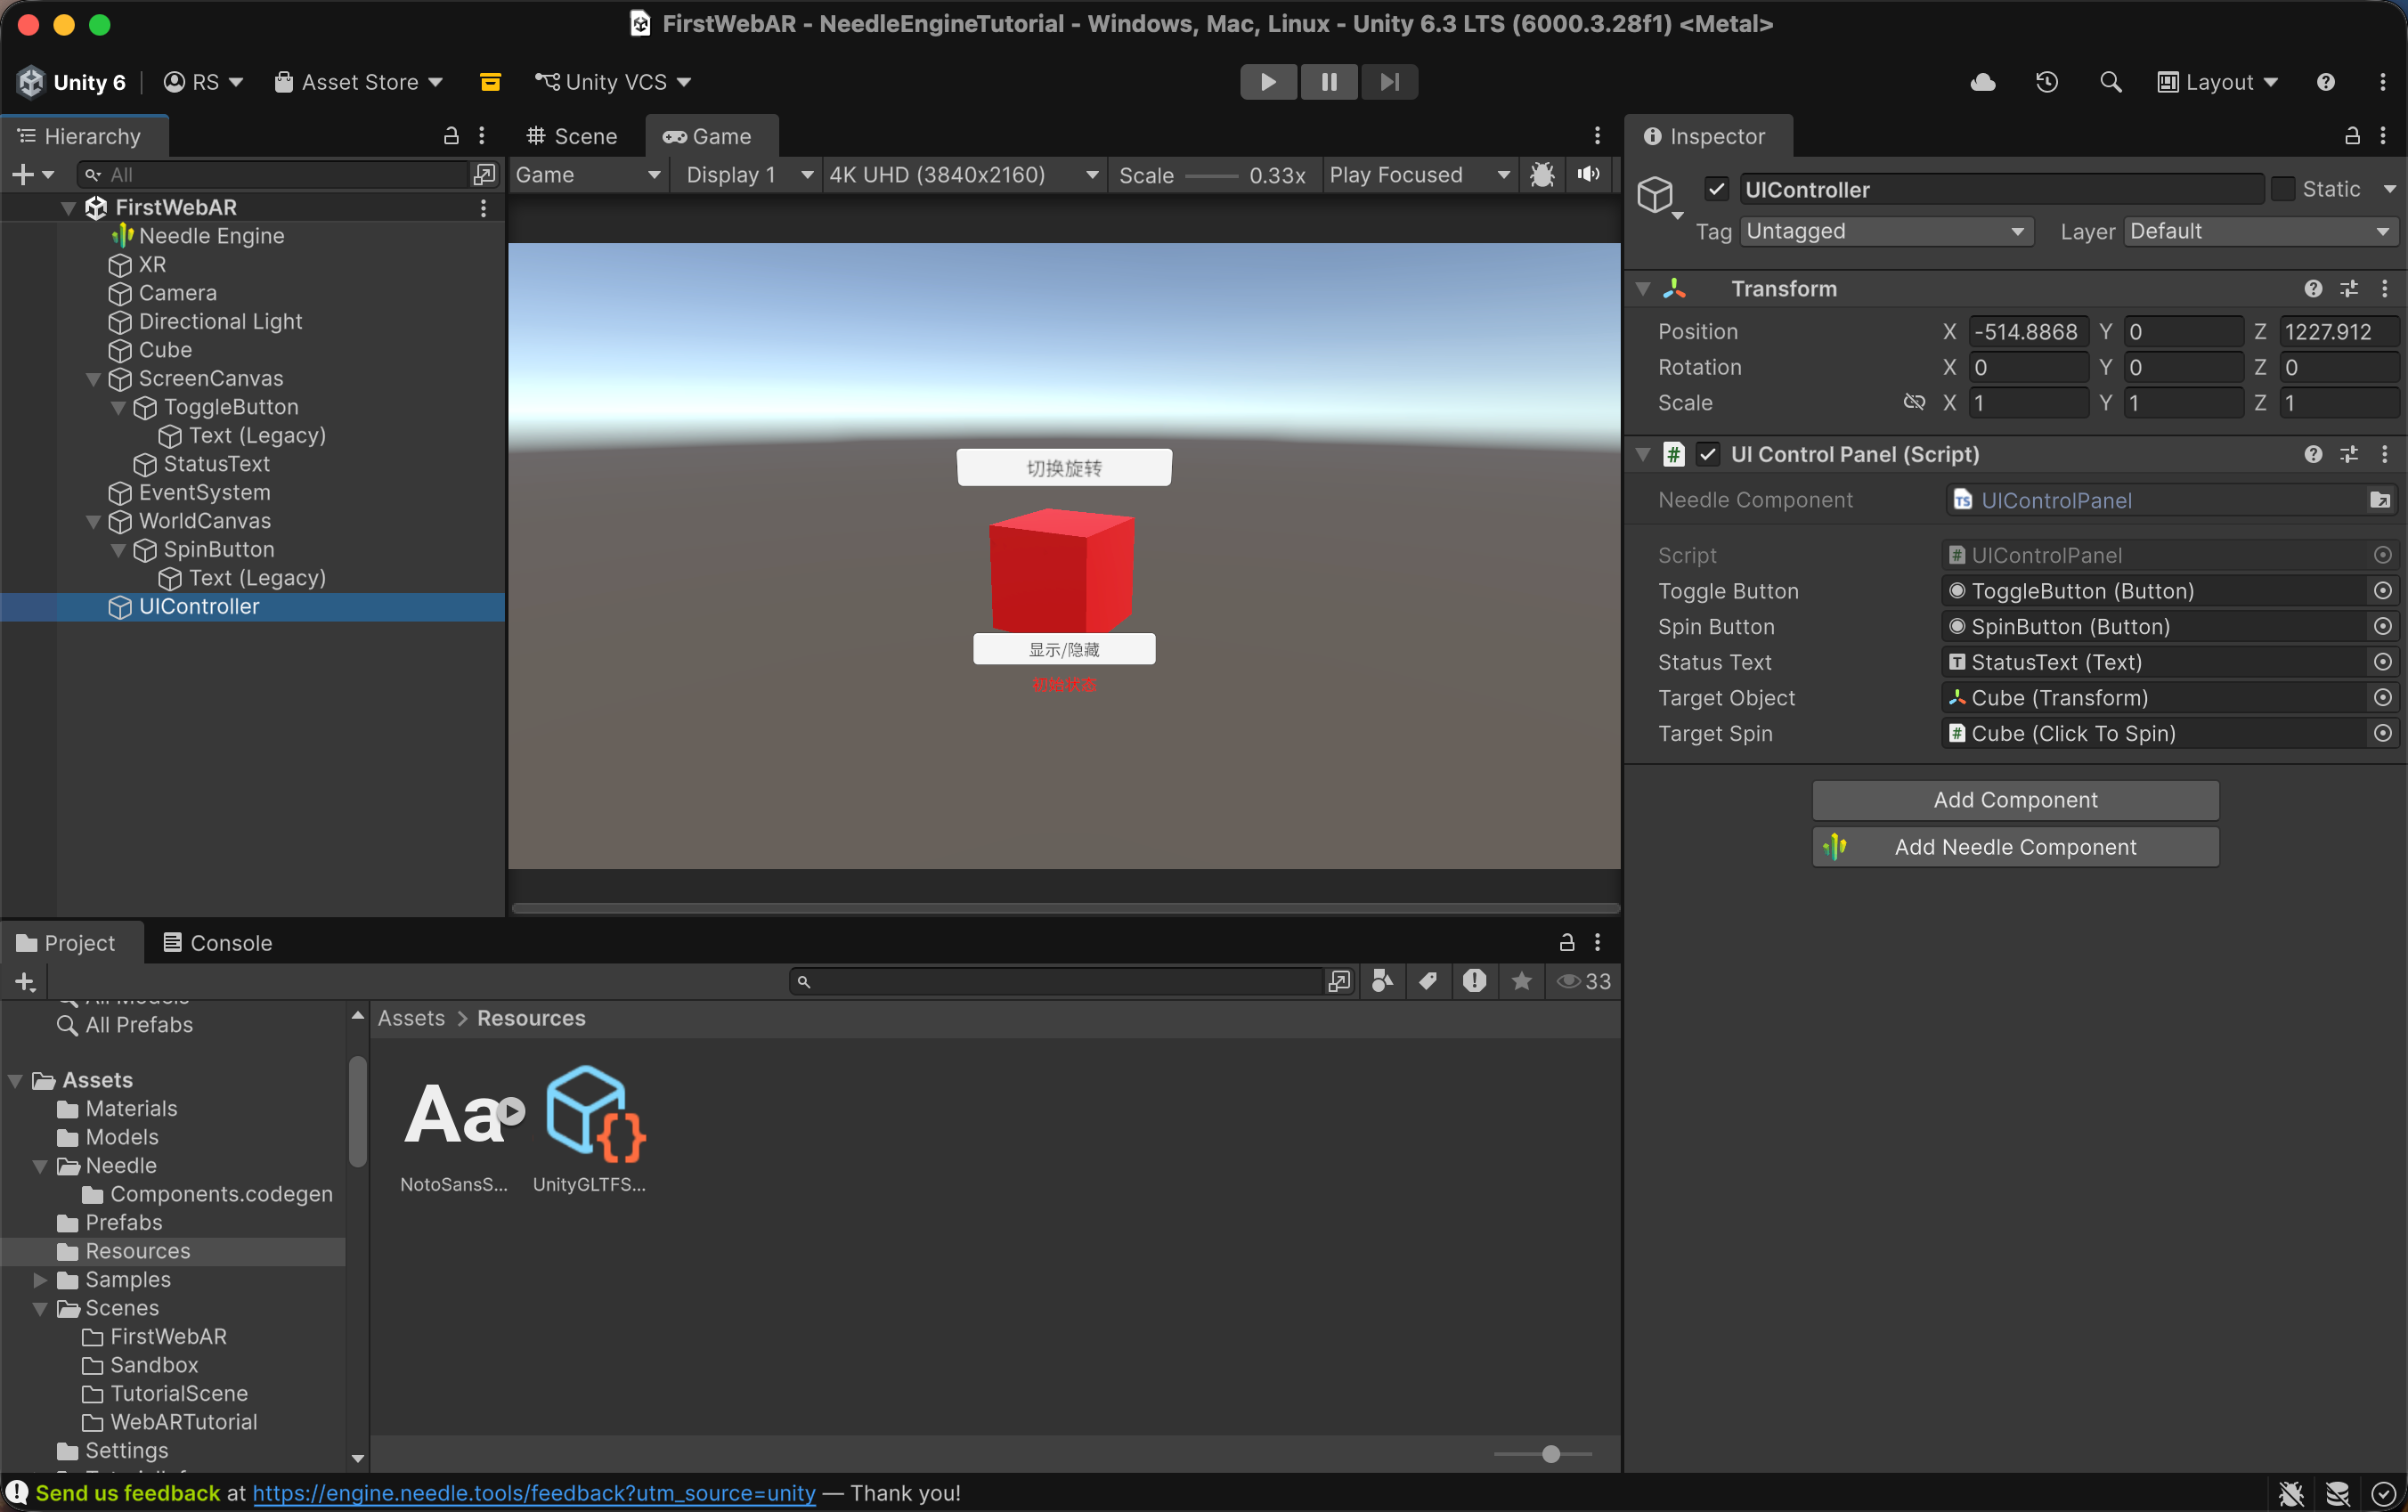 FirstWebAR - NeedleEngineTutorial - Windows, Mac, Linux - Unity 6.3 LTS (6000.3.28f1) <Metal>
Unity 6
RS
Asset Store
Unity VCS
Layout
Hierarchy
All
FirstWebAR
Needle Engine
XR
Camera
Directional Light
Cube
ScreenCanvas
ToggleButton
Text (Legacy)
StatusText
EventSystem
WorldCanvas
SpinButton
Text (Legacy)
UIController
Scene
Game
Game
Display 1
4K UHD (3840x2160)
Scale
0.33x
Play Focused
切换旋转
显示/隐藏
初始状态
Inspector
UIController
Static
Tag
Untagged
Layer
Default
Transform
Position X -514.8868 Y 0 Z 1227.912
Rotation X 0 Y 0 Z 0
Scale X 1 Y 1 Z 1
# UI Control Panel (Script)
Needle Component TS UIControlPanel
Script # UIControlPanel
Toggle Button ToggleButton (Button)
Spin Button SpinButton (Button)
Status Text T StatusText (Text)
Target Object Cube (Transform)
Target Spin # Cube (Click To Spin)
Add Component
Add Needle Component
Project
Console
33
All Models
All Prefabs
Assets
Materials
Models
Needle
Components.codegen
Prefabs
Resources
Samples
Scenes
FirstWebAR
Sandbox
TutorialScene
WebARTutorial
Settings
Assets > Resources
Aa
NotoSansS...
UnityGLTFS...
Send us feedback at https://engine.needle.tools/feedback?utm_source=unity — Thank you!